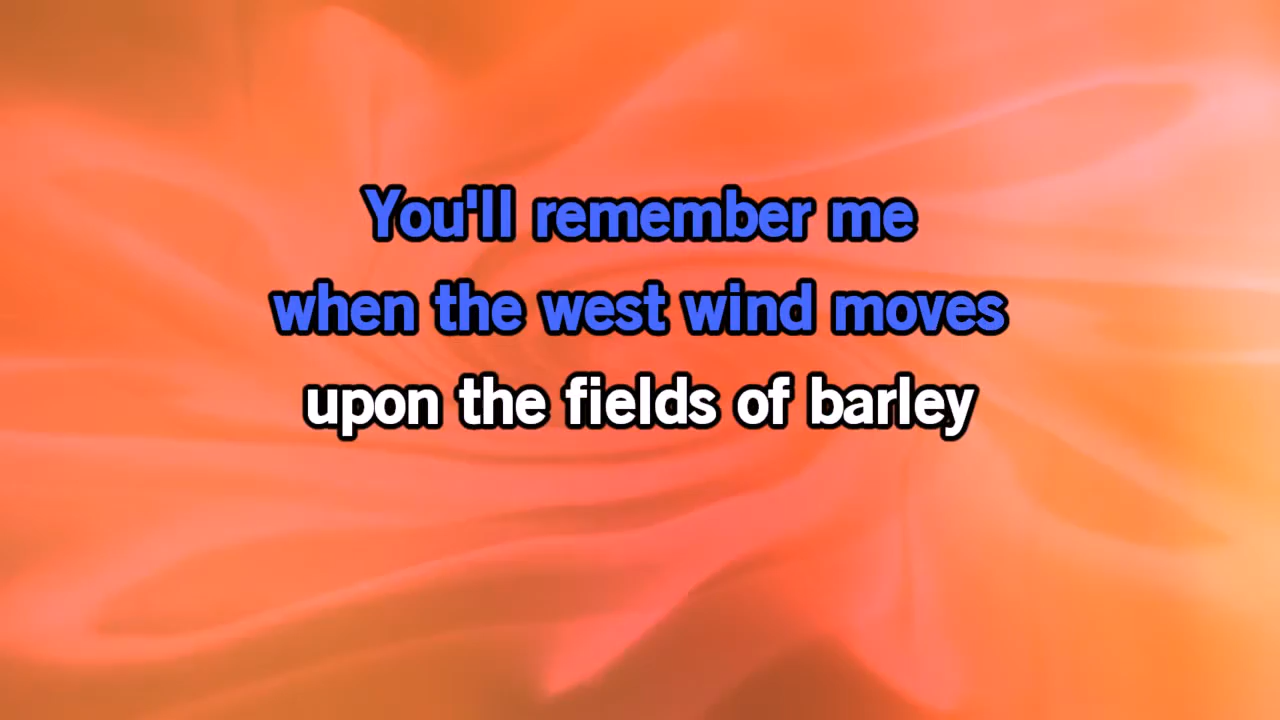 You'll remember me
when the west wind moves
upon the fields of barley